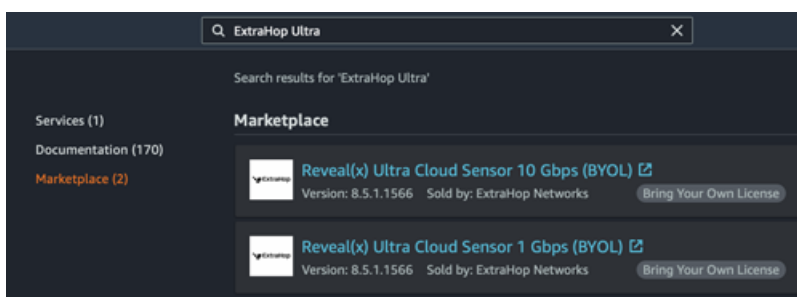 ExtraHop Ultra
Search results for 'ExtraHop Ultra'
Services (1)
Documentation (170)
Marketplace (2)
Marketplace
ExtraHop
Reveal(x) Ultra Cloud Sensor 10 Gbps (BYOL)
Version: 8.5.1.1566 Sold by: ExtraHop Networks Bring Your Own License
ExtraHop
Reveal(x) Ultra Cloud Sensor 1 Gbps (BYOL)
Version: 8.5.1.1566 Sold by: ExtraHop Networks Bring Your Own License